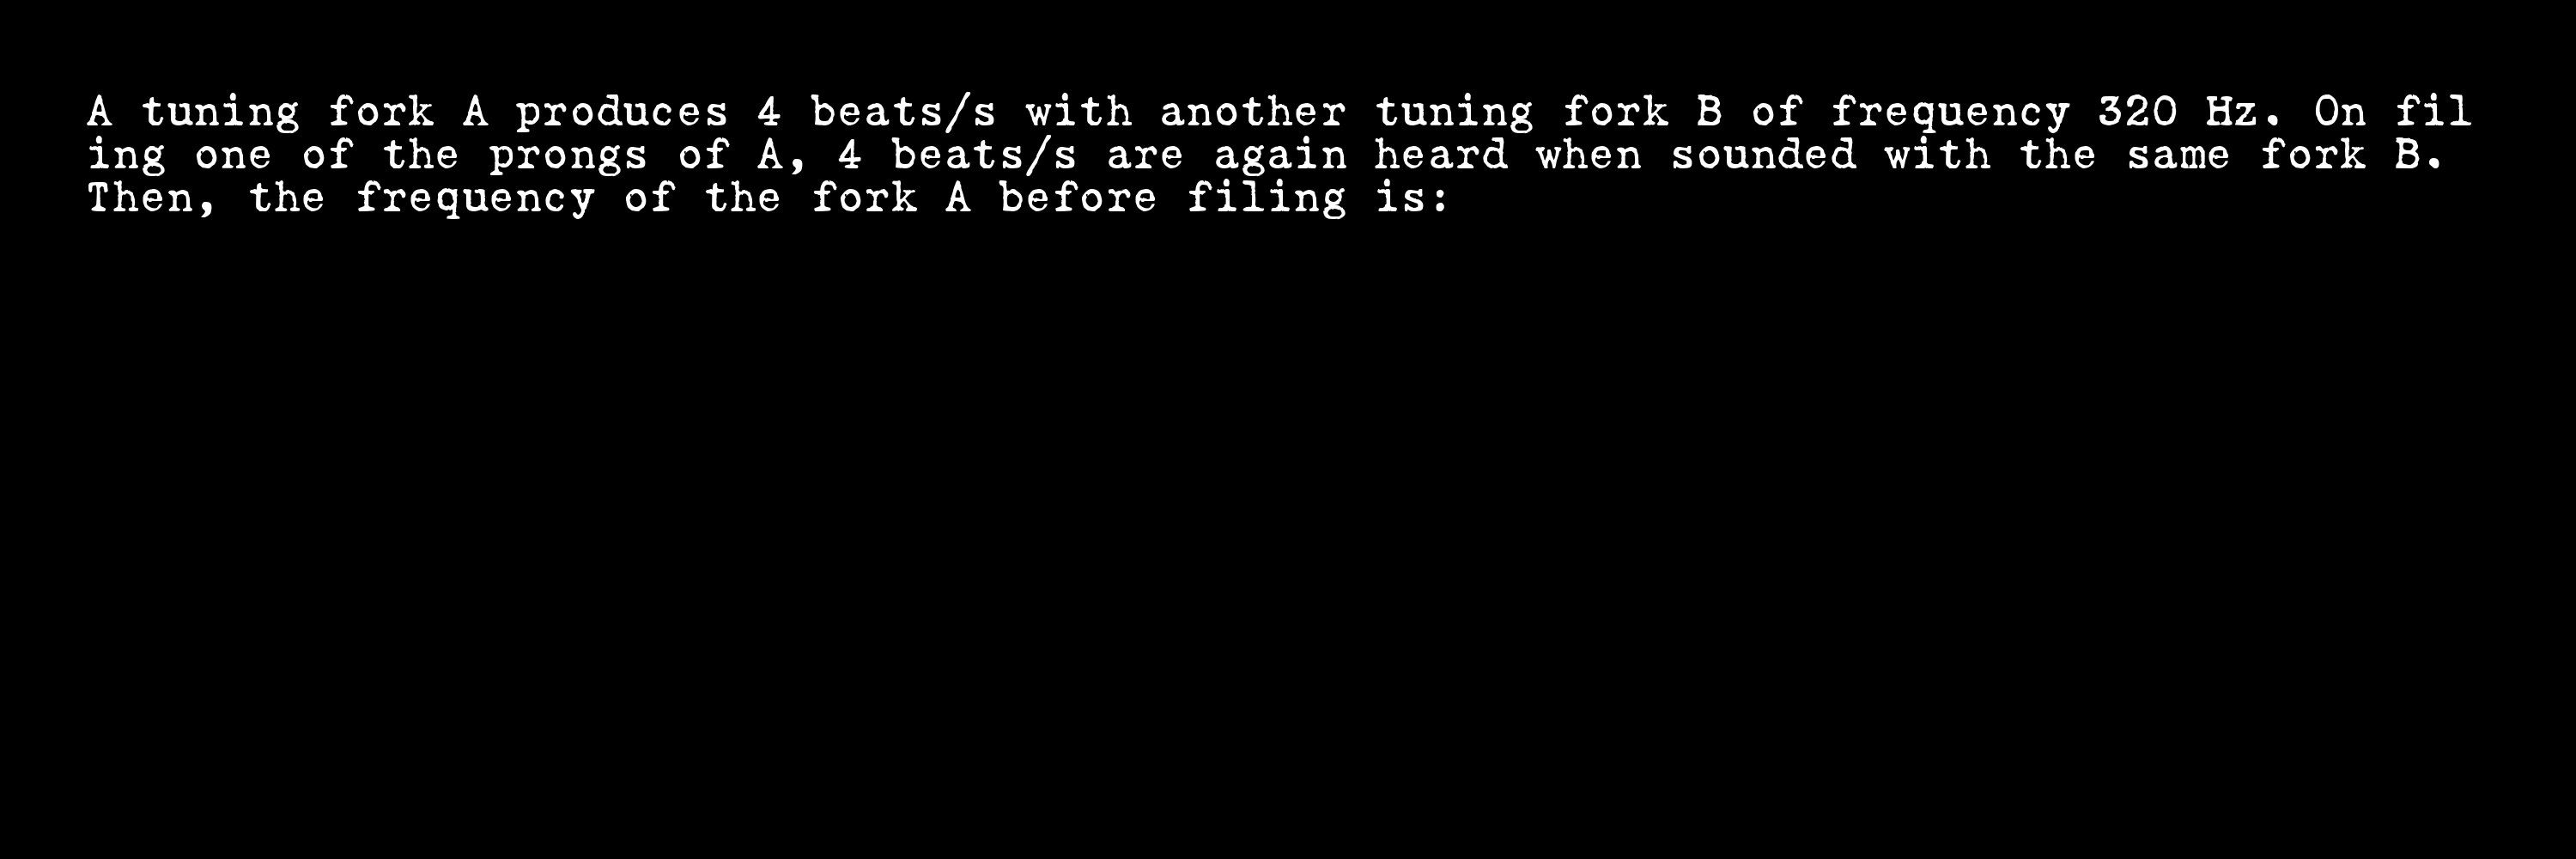 A tuning fork A produces 4 beats/s with another tuning fork B of frequency 320 Hz. On fil
ing one of the prongs of A, 4 beats/s are again heard when sounded with the same fork B.
Then, the frequency of the fork A before filing is: